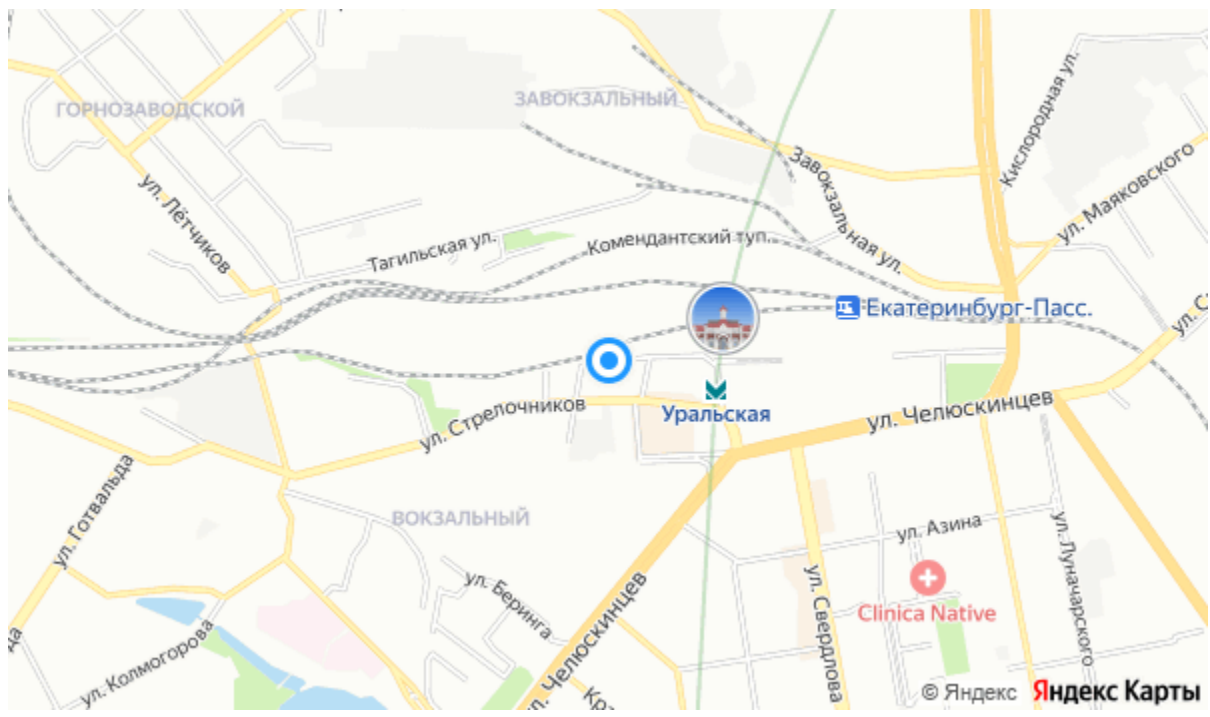 ГОРНОЗАВОДСКОЙ
ЗАВОКЗАЛЬНЫЙ
Кислородная ул.
ул. Маяковского
Завокзальная ул.
ул. Лётчиков
Тагильская ул.
Комендантский туп.
Екатеринбург-Пасс.
Уральская
ул. Стрелочников
ул. Челюскинцев
ул. Готвальда
ВОКЗАЛЬНЫЙ
ул. Азина
ул. Луначарского
ул. Беринга
ул. Свердлова
Clinica Native
ул. Колмогорова
ул. Челюскинцев
© Яндекс Яндекс Карты